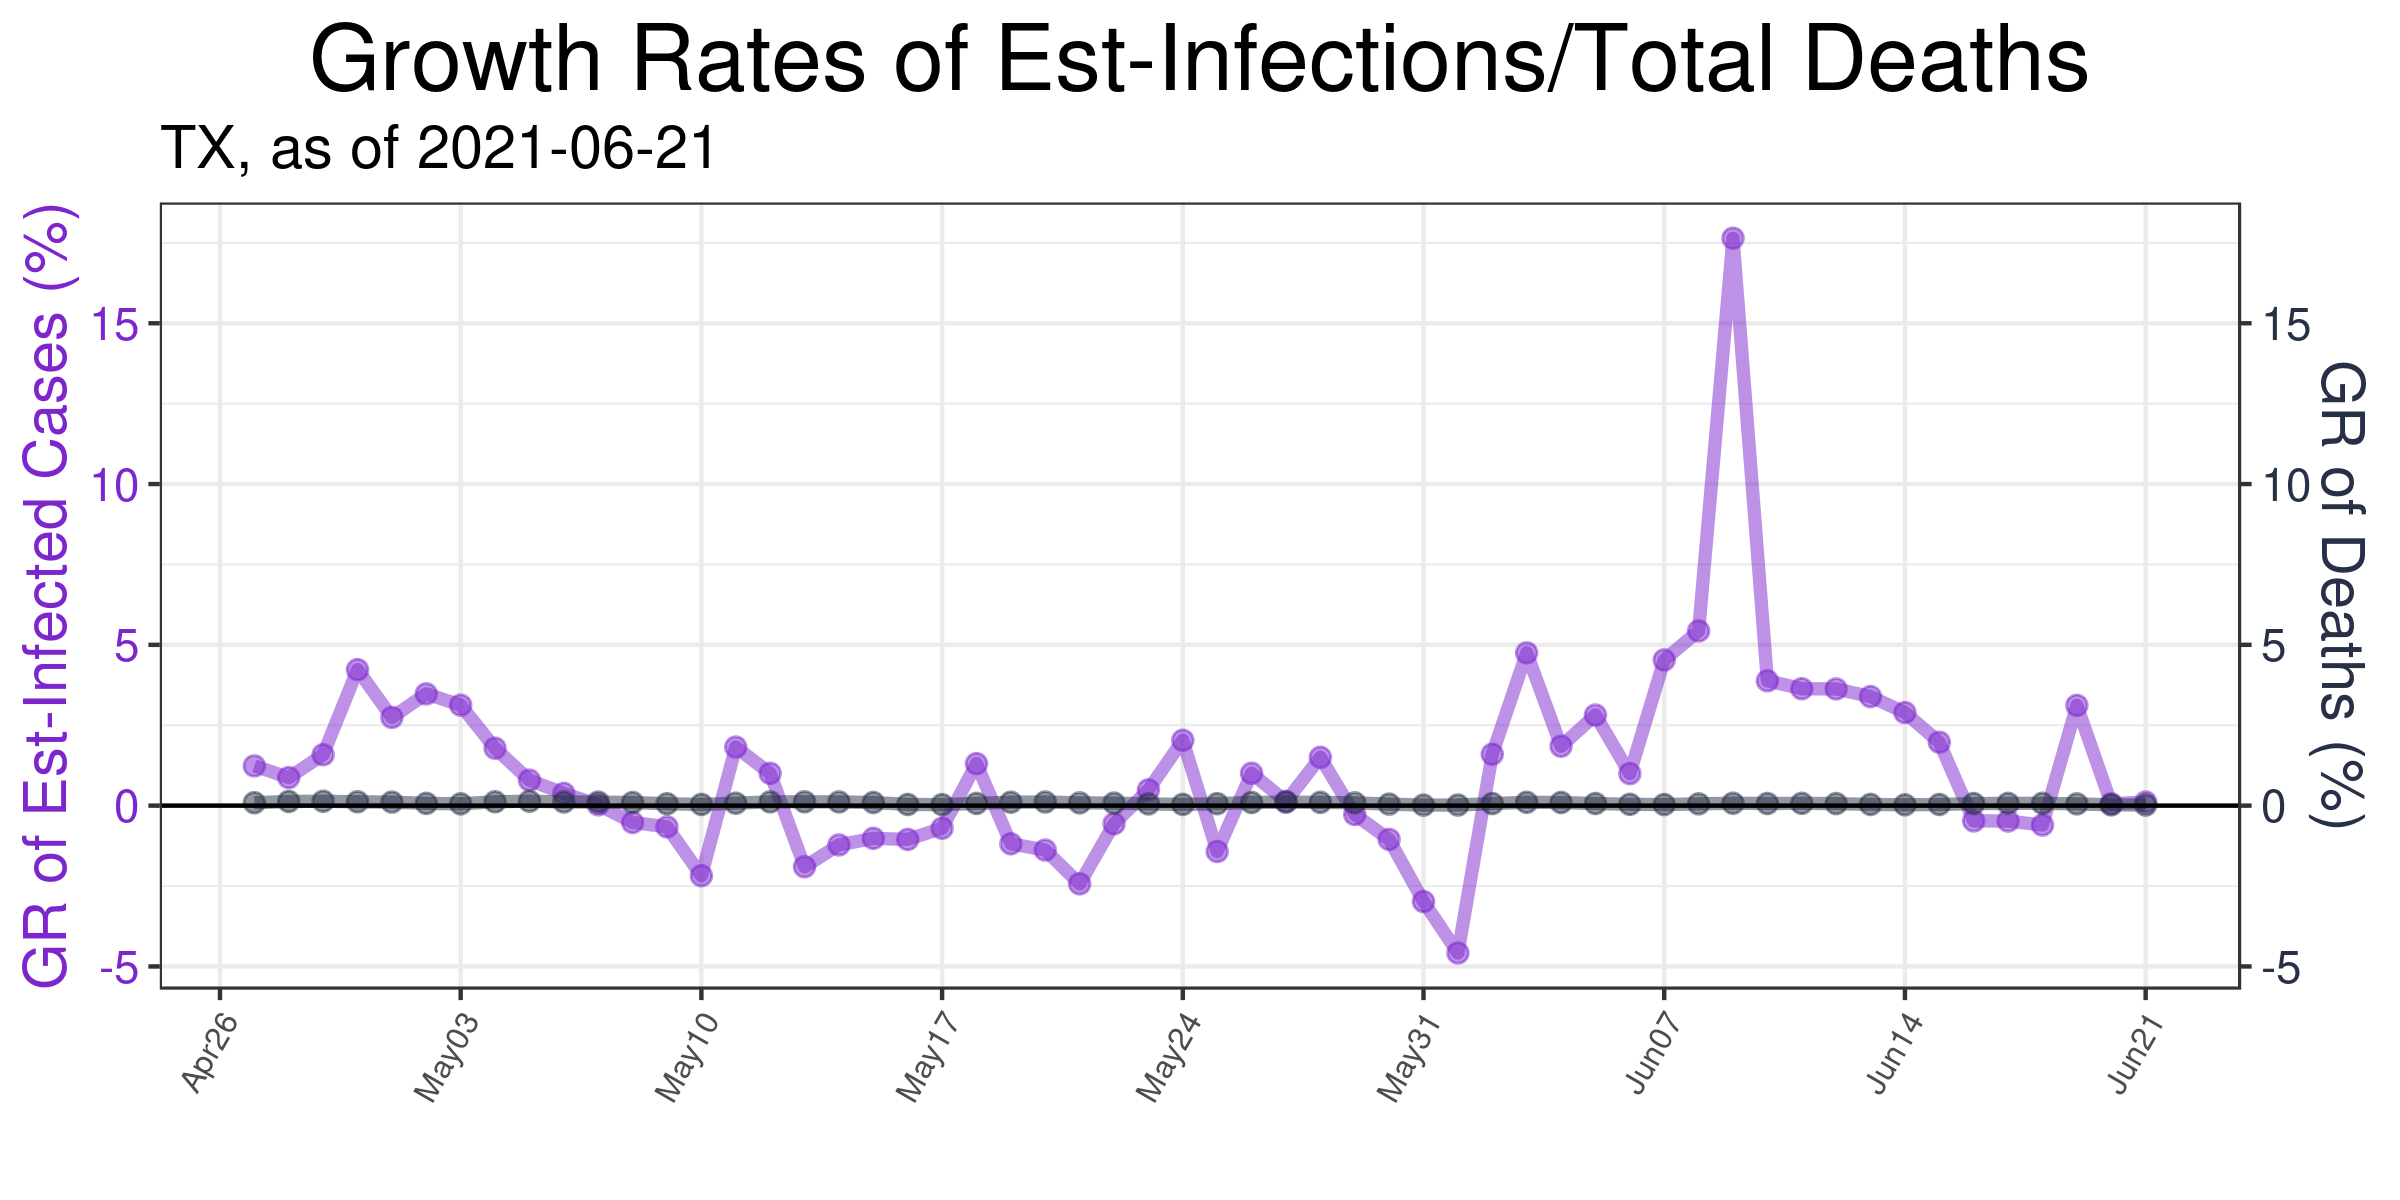 Growth Rates of Est-Infections/Total Deaths
TX, as of 2021-06-21
GR of Est-Infected Cases (%)
15
10
5
0
-5
15
10
5
0
-5
GR of Deaths (%)
Apr26
May03
May10
May17
May24
May31
Jun07
Jun14
Jun21